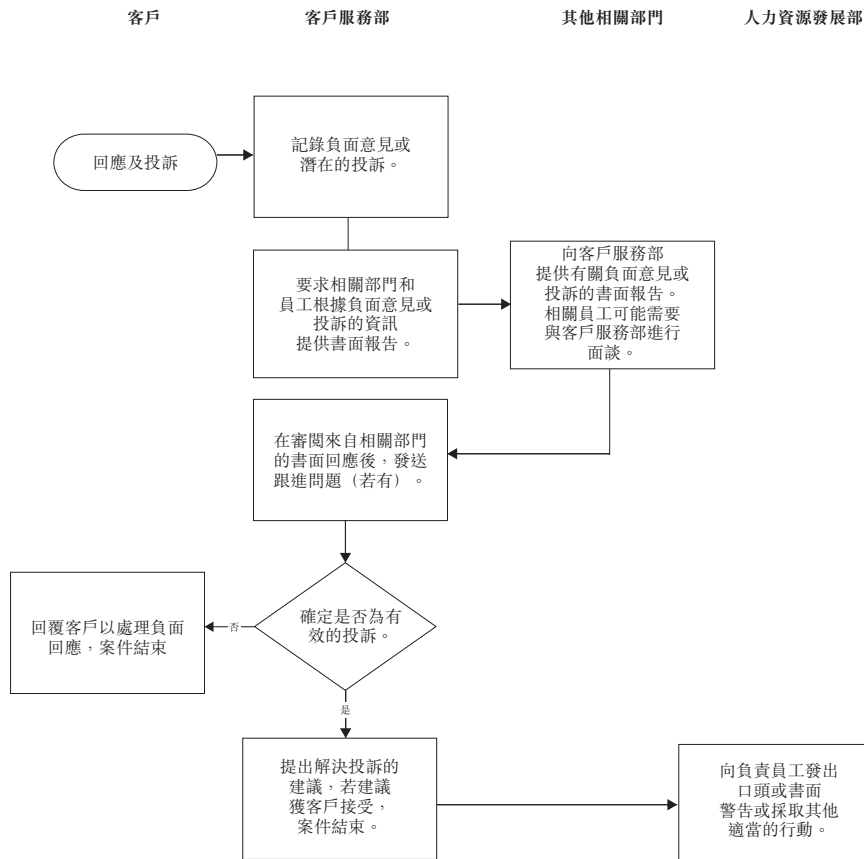 客戶
客戶服務部
其他相關部門
人力資源發展部
回應及投訴
記錄負面意見或
潛在的投訴。
要求相關部門和
員工根據負面意見或
投訴的資訊
提供書面報告。
向客戶服務部
提供有關負面意見或
投訴的書面報告。
相關員工可能需要
與客戶服務部進行
面談。
在審閱來自相關部門
的書面回應後，發送
跟進問題（若有）。
確定是否為有
效的投訴。
否
回覆客戶以處理負面
回應，案件結束
是
提出解決投訴的
建議，若建議
獲客戶接受，
案件結束。
向負責員工發出
口頭或書面
警告或採取其他
適當的行動。